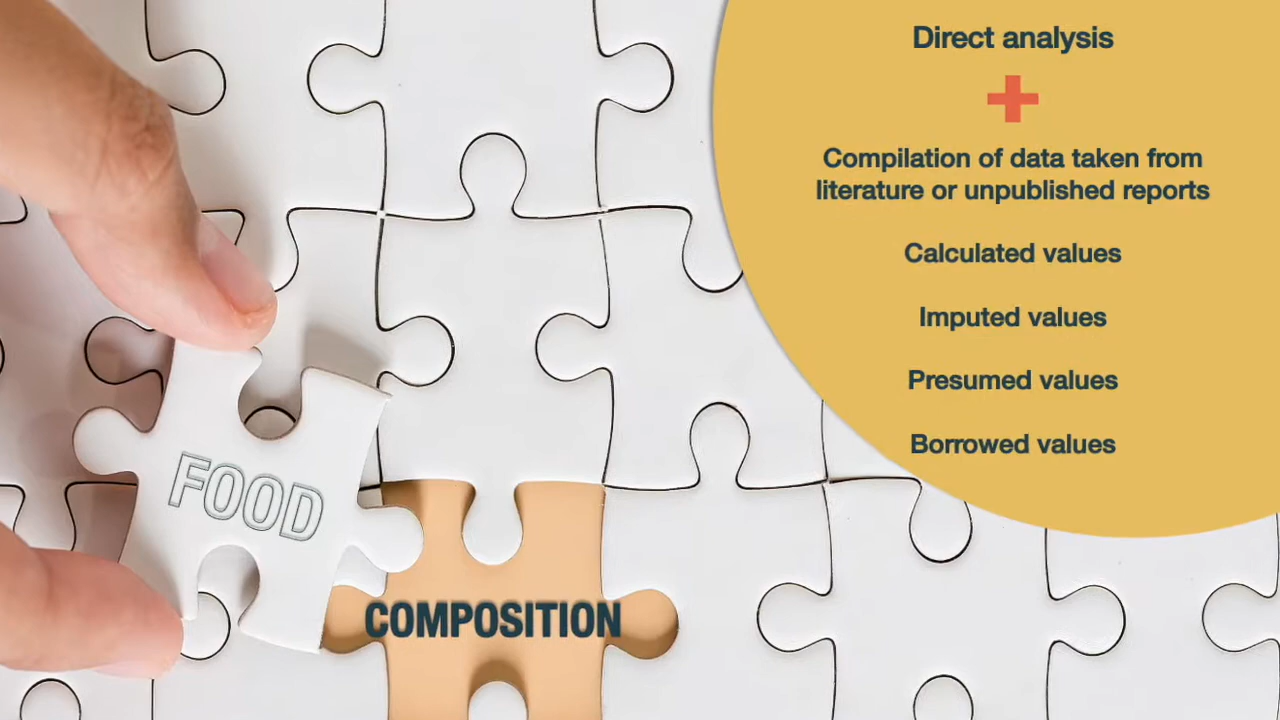 Direct analysis
+
Compilation of data taken from
literature or unpublished reports
Calculated values
Imputed values
Presumed values
Borrowed values
FOOD
COMPOSITION